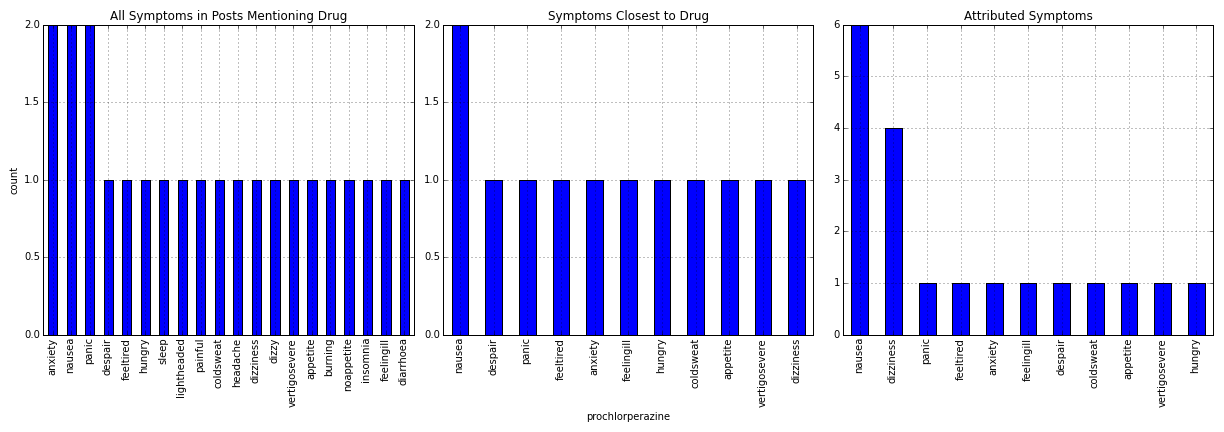 All Symptoms in Posts Mentioning Drug
count
2.0
1.5
1.0
0.5
0.0
anxiety
nausea
panic
despair
feeltired
hungry
sleep
lightheaded
painful
coldsweat
headache
dizziness
dizzy
vertigosevere
appetite
burning
noappetite
insomnia
feelingill
diarrhoea
Symptoms Closest to Drug
2.0
1.5
1.0
0.5
0.0
nausea
despair
panic
feeltired
anxiety
feelingill
hungry
coldsweat
appetite
vertigosevere
dizziness
prochlorperazine
Attributed Symptoms
6
5
4
3
2
1
0
nausea
dizziness
panic
feeltired
anxiety
feelingill
despair
coldsweat
appetite
vertigosevere
hungry